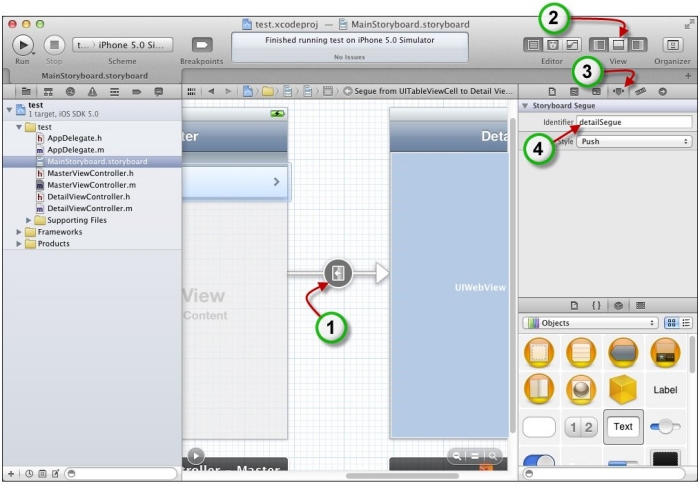 test.xcodeproj — MainStoryboard.storyboard
2
Run
Stop
t... › iPhone 5.0 Si...
Scheme
Breakpoints
Finished running test on iPhone 5.0 Simulator
No Issues
Editor
View
Organizer
MainStoryboard.storyboard
3
Segue from UITableViewCell to Detail Vie...
test
1 target, iOS SDK 5.0
test
AppDelegate.h
AppDelegate.m
MainStoryboard.storyboard
MasterViewController.h
MasterViewController.m
DetailViewController.h
DetailViewController.m
Supporting Files
Frameworks
Products
ter
Deta
Storyboard Segue
Identifier detailSegue
4
Style Push
View
Content
1
UIWebView
Objects
Label
1 2
Text
roller – Master